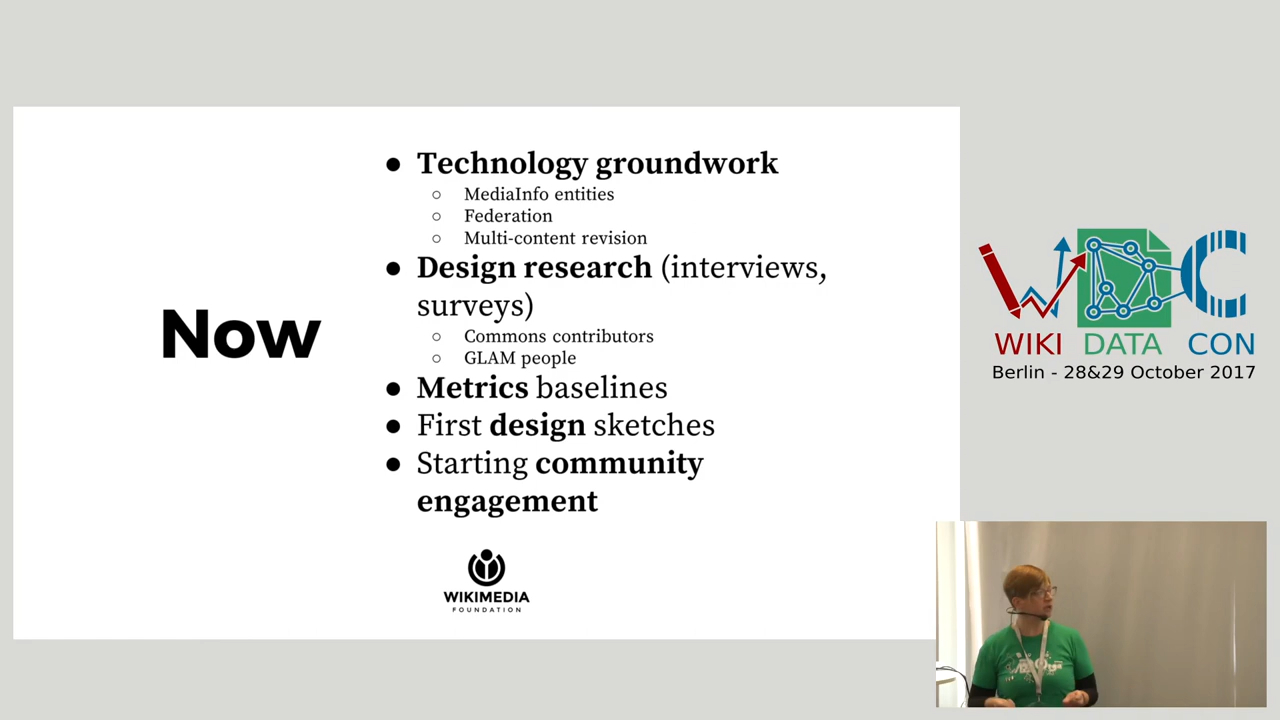 Now
● Technology groundwork
○ MediaInfo entities
○ Federation
○ Multi-content revision
● Design research (interviews,
surveys)
○ Commons contributors
○ GLAM people
● Metrics baselines
● First design sketches
● Starting community
engagement
WIKIMEDIA
FOUNDATION
WDC
WIKI DATA CON
Berlin - 28&29 October 2017